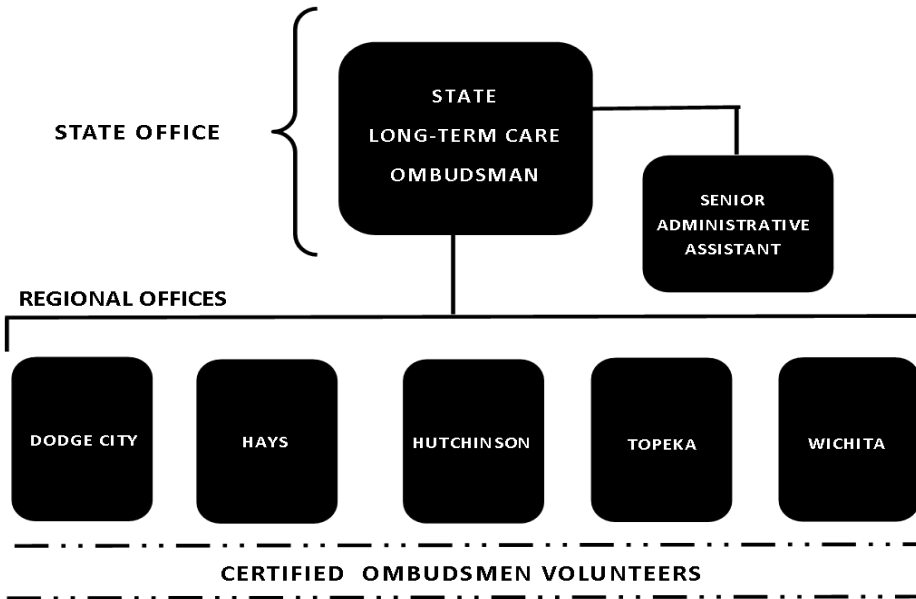 STATE OFFICE
STATE
LONG-TERM CARE
OMBUDSMAN
SENIOR
ADMINISTRATIVE
ASSISTANT
REGIONAL OFFICES
DODGE CITY
HAYS
HUTCHINSON
TOPEKA
WICHITA
CERTIFIED OMBUDSMEN VOLUNTEERS